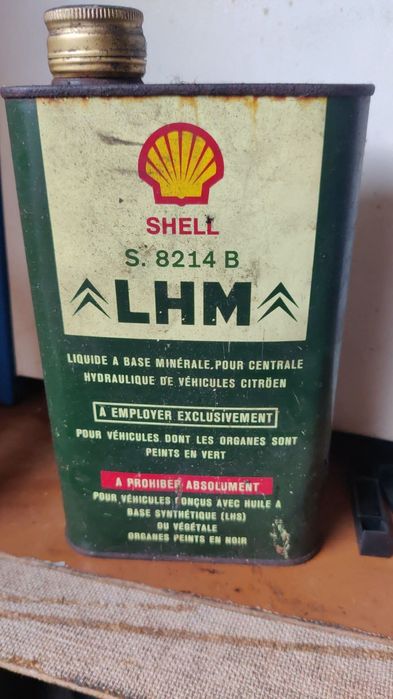 SHELL
S. 8214 B
LHM
LIQUIDE A BASE MINÉRALE, POUR CENTRALE
HYDRAULIQUE DE VÉHICULES CITRÖEN
A EMPLOYER EXCLUSIVEMENT
POUR VÉHICULES DONT LES ORGANES SONT
PEINTS EN VERT
A PROHIBER ABSOLUMENT
POUR VÉHICULES CONÇUS AVEC HUILE A
BASE SYNTHÉTIQUE (LHS)
OU VÉGÉTALE
ORGANES PEINTS EN NOIR